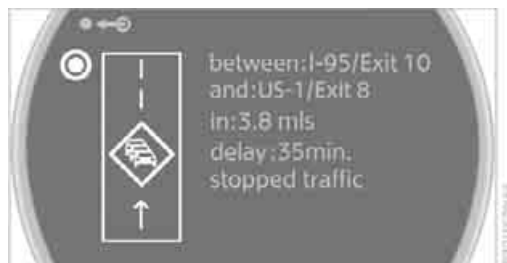 between:I-95/Exit 10
and:US-1/Exit 8
in:3.8 mls
delay:35min.
stopped traffic